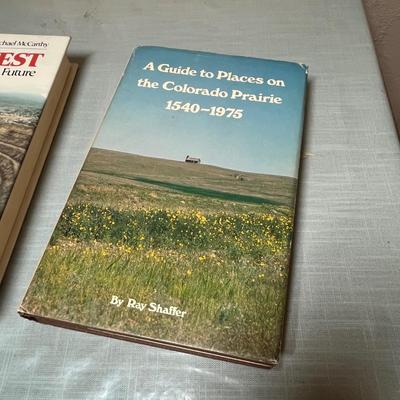 Michael McCarthy
EST
Future
A Guide to Places on
the Colorado Prairie
1540-1975
By Ray Shaffer